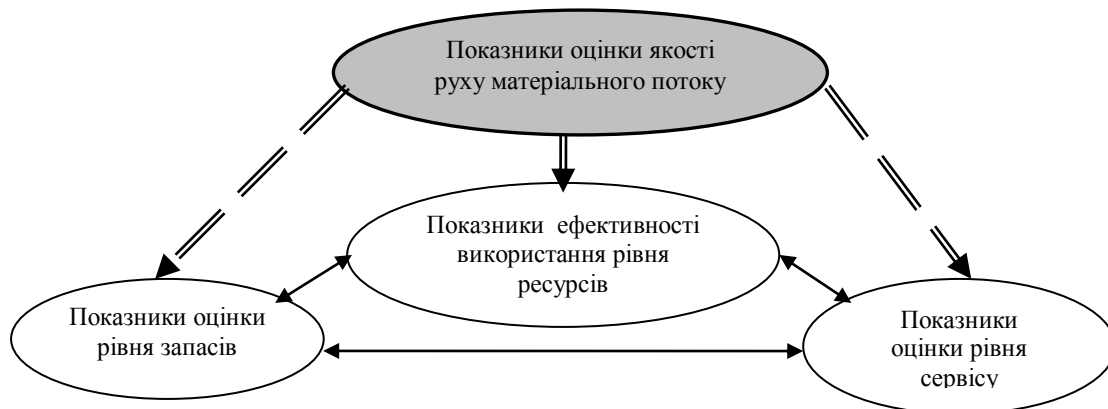 Показники оцінки якості
руху матеріального потоку
Показники ефективності
використання рівня
ресурсів
Показники оцінки
рівня запасів
Показники
оцінки рівня
сервісу